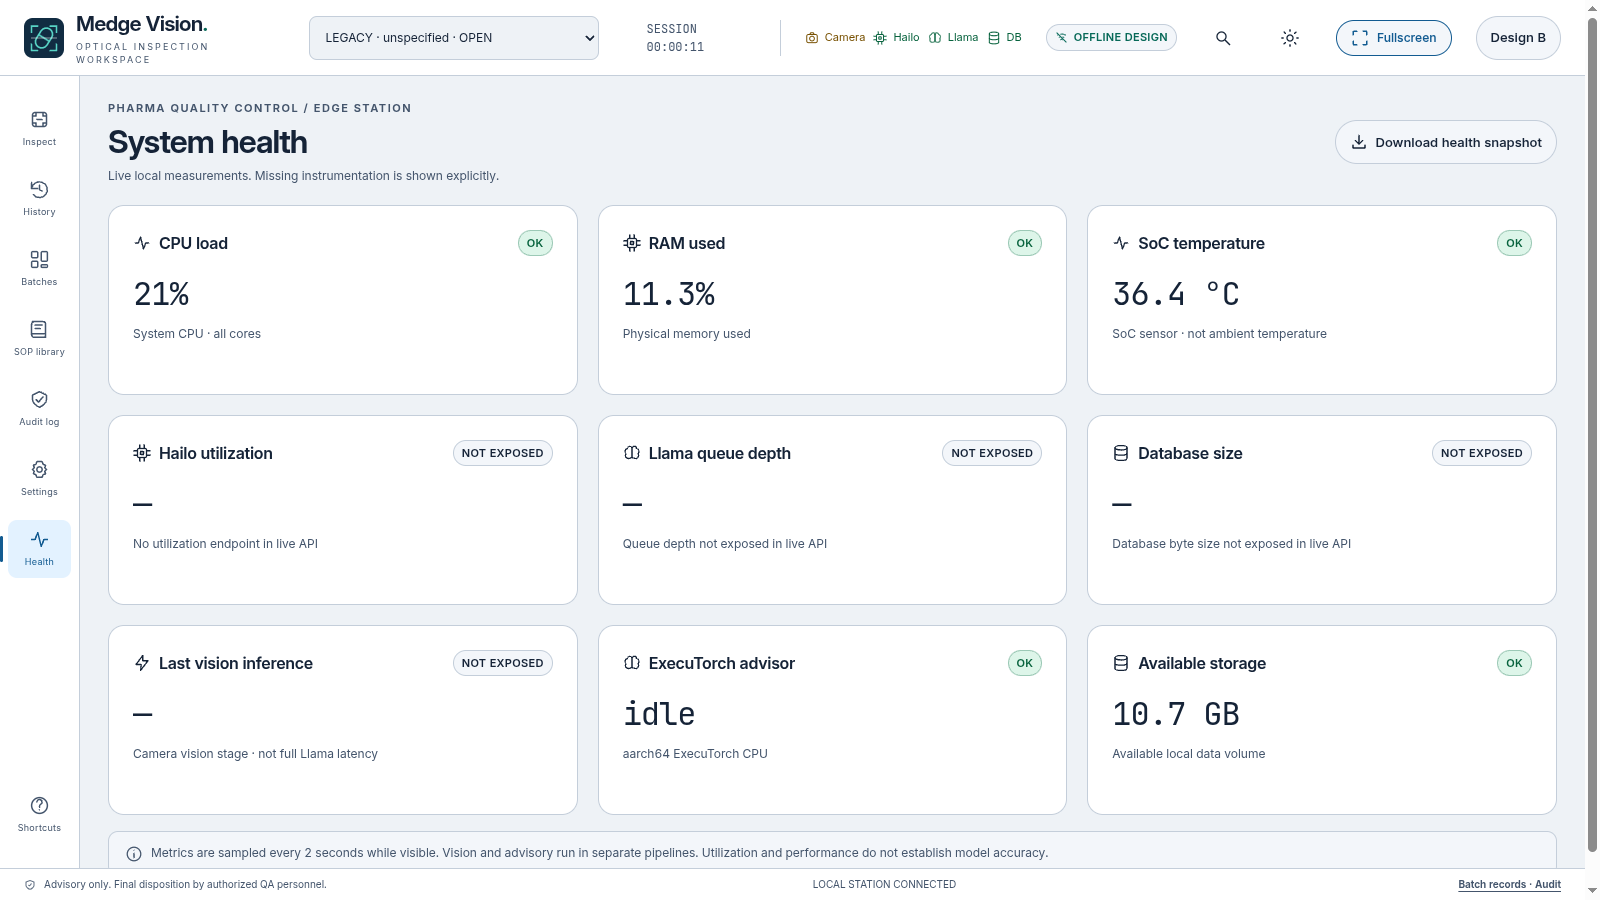 Medge Vision.
OPTICAL INSPECTION
WORKSPACE
LEGACY · unspecified · OPEN
SESSION
00:00:11
Camera Hailo Llama DB
OFFLINE DESIGN
Fullscreen
Design B
Inspect
History
Batches
SOP library
Audit log
Settings
Health
Shortcuts
PHARMA QUALITY CONTROL / EDGE STATION
System health
Live local measurements. Missing instrumentation is shown explicitly.
Download health snapshot
CPU load OK
21%
System CPU · all cores
RAM used OK
11.3%
Physical memory used
SoC temperature OK
36.4 °C
SoC sensor · not ambient temperature
Hailo utilization NOT EXPOSED
—
No utilization endpoint in live API
Llama queue depth NOT EXPOSED
—
Queue depth not exposed in live API
Database size NOT EXPOSED
—
Database byte size not exposed in live API
Last vision inference NOT EXPOSED
—
Camera vision stage · not full Llama latency
ExecuTorch advisor OK
idle
aarch64 ExecuTorch CPU
Available storage OK
10.7 GB
Available local data volume
Metrics are sampled every 2 seconds while visible. Vision and advisory run in separate pipelines. Utilization and performance do not establish model accuracy.
Advisory only. Final disposition by authorized QA personnel.
LOCAL STATION CONNECTED
Batch records · Audit